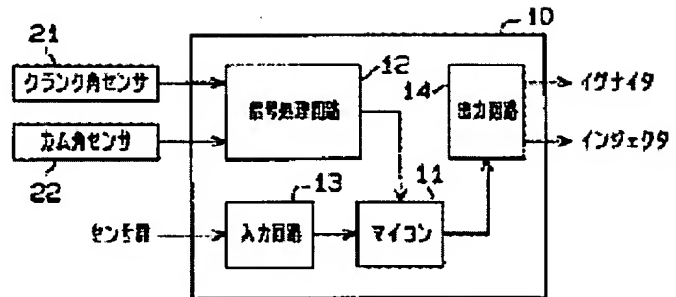 10
21
クランク角センサ
12
信号処理回路
14
出力回路
イグナイタ
カム角センサ
インジェクタ
22
13
11
センサ群
入力回路
マイコン